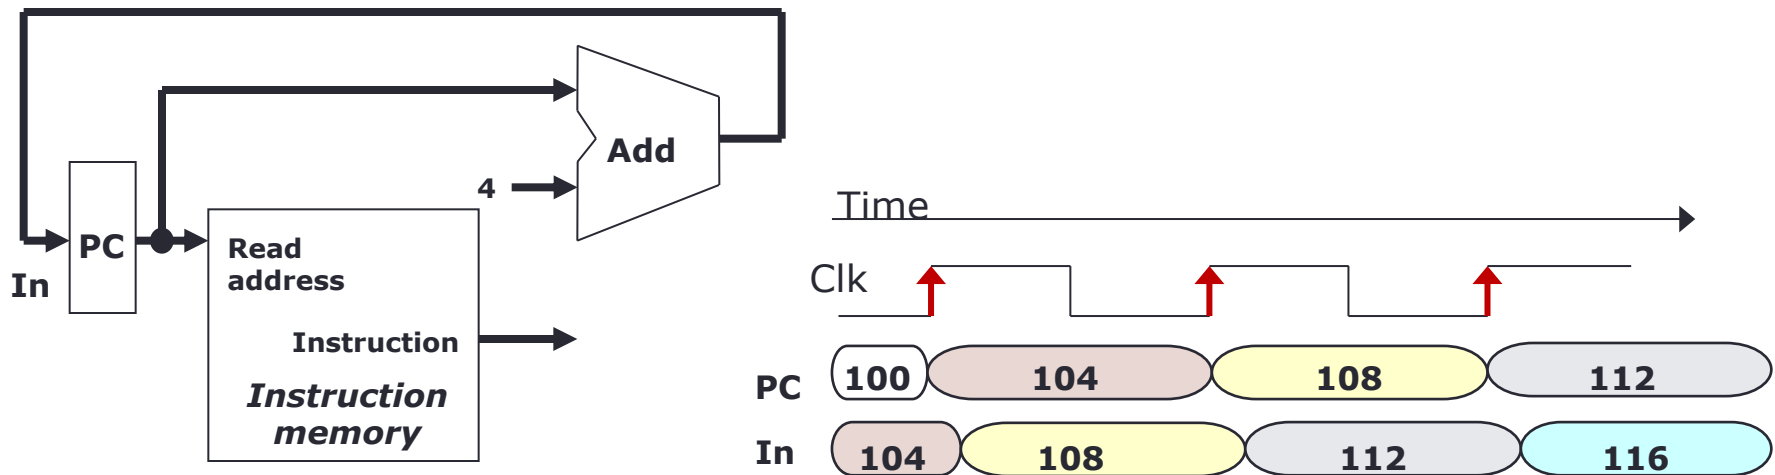 Add
4
PC
Read
address
In
Instruction
Instruction
memory
Time
Clk
PC 100 104 108 112
In 104 108 112 116